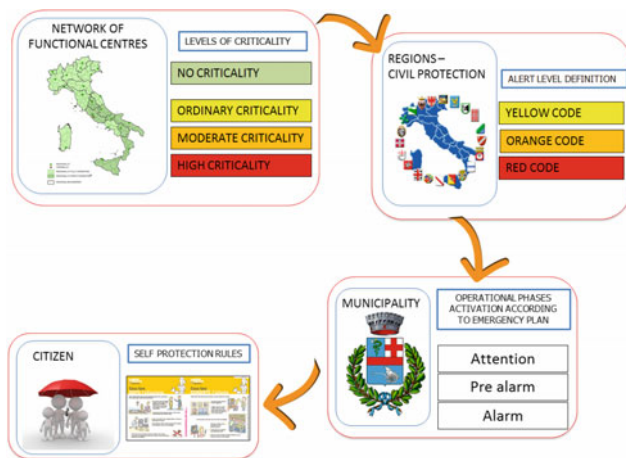 NETWORK OF
FUNCTIONAL CENTRES
LEVELS OF CRITICALITY
NO CRITICALITY
ORDINARY CRITICALITY
MODERATE CRITICALITY
HIGH CRITICALITY
REGIONS –
CIVIL PROTECTION
ALERT LEVEL DEFINITION
YELLOW CODE
ORANGE CODE
RED CODE
MUNICIPALITY
OPERATIONAL PHASES
ACTIVATION ACCORDING
TO EMERGENCY PLAN
Attention
Pre alarm
Alarm
CITIZEN
SELF PROTECTION RULES